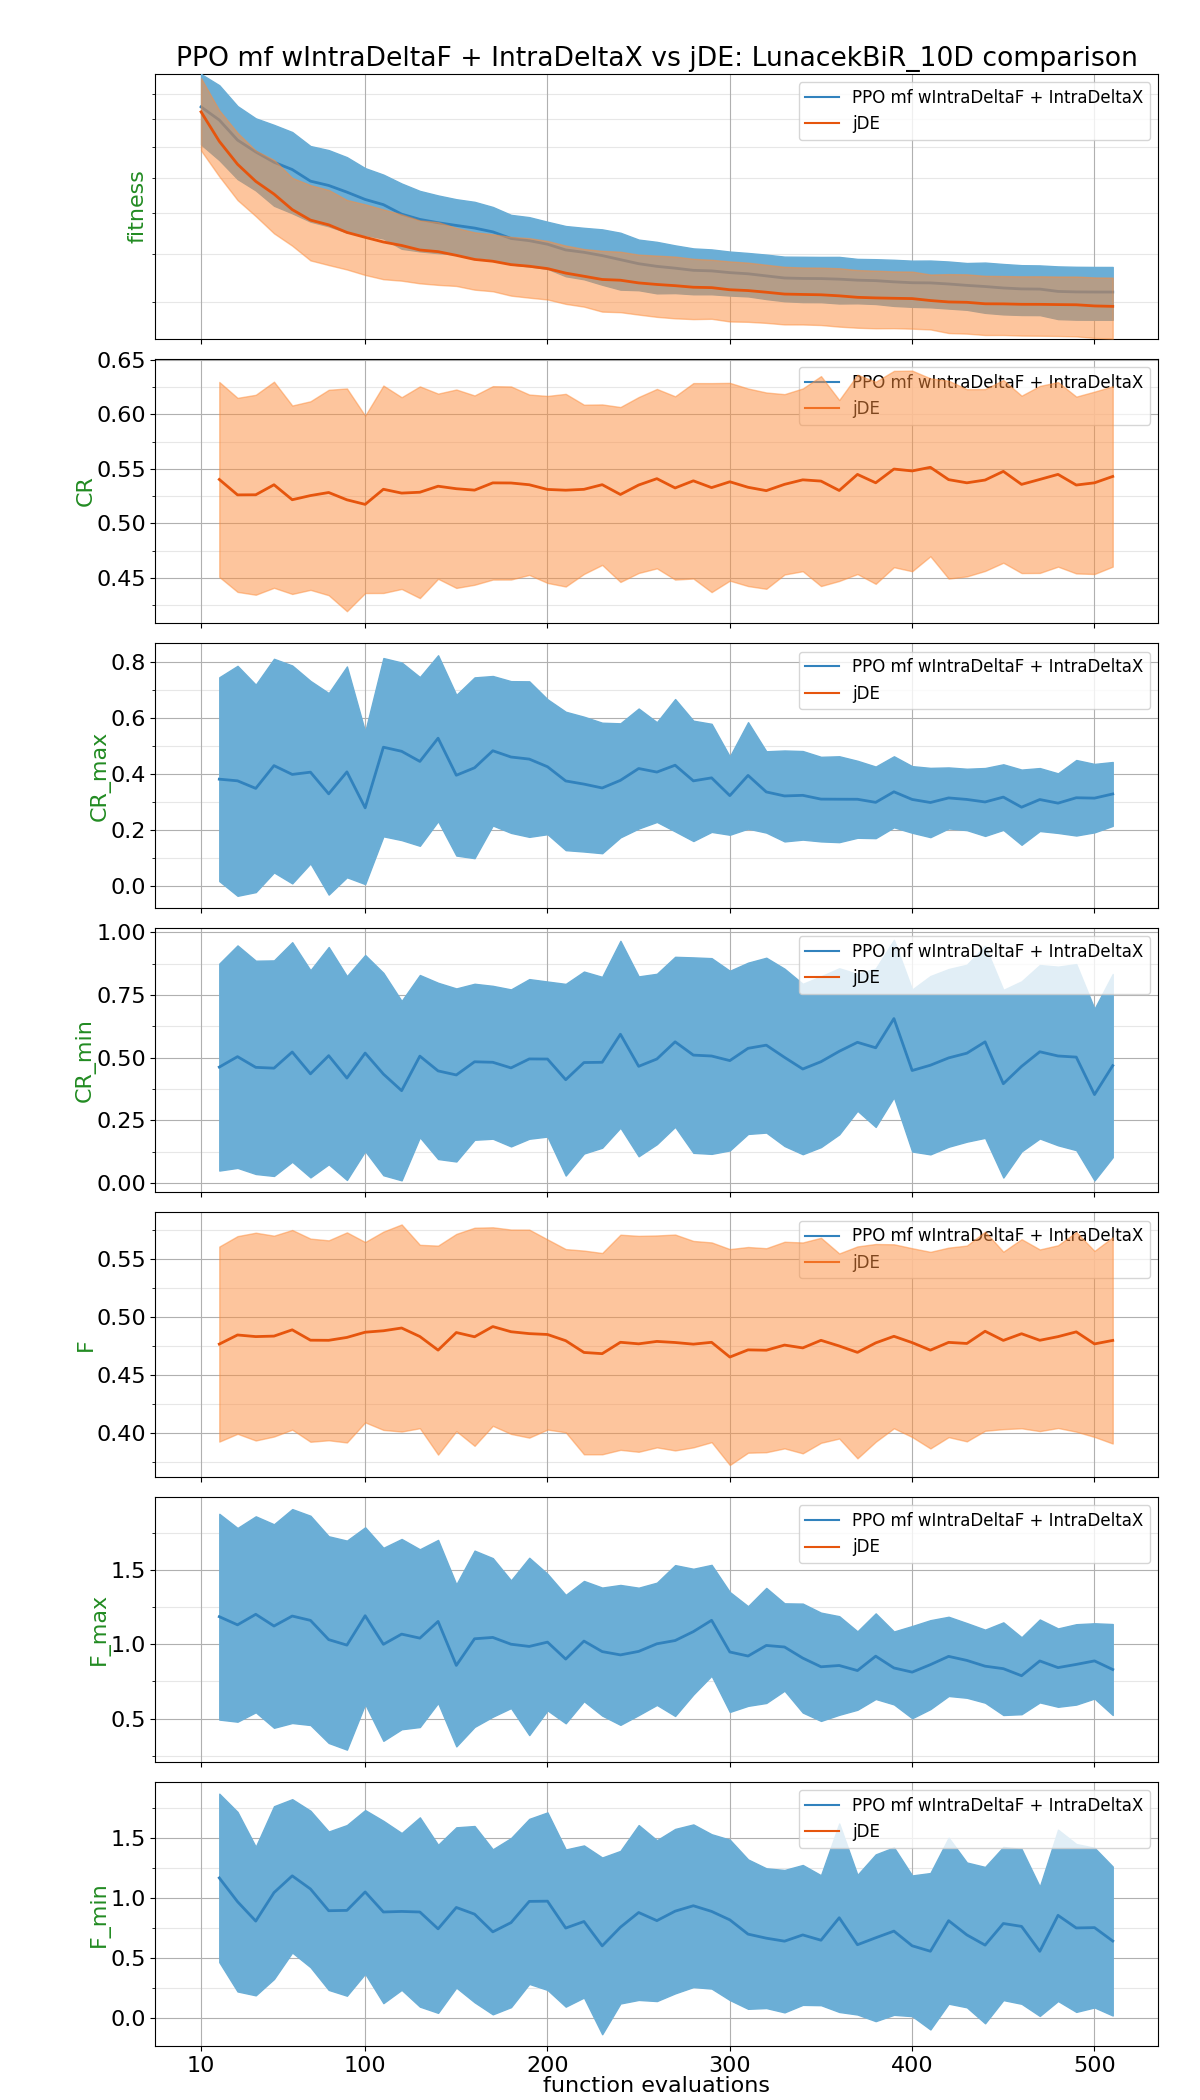 PPO mf wIntraDeltaF + IntraDeltaX vs jDE: LunacekBiR_10D comparison
fitness
PPO mf wIntraDeltaF + IntraDeltaX
jDE
CR
0.65
0.60
0.55
0.50
0.45
PPO mf wIntraDeltaF + IntraDeltaX
jDE
CR_max
0.8
0.6
0.4
0.2
0.0
PPO mf wIntraDeltaF + IntraDeltaX
jDE
CR_min
1.00
0.75
0.50
0.25
0.00
PPO mf wIntraDeltaF + IntraDeltaX
jDE
F
0.55
0.50
0.45
0.40
PPO mf wIntraDeltaF + IntraDeltaX
jDE
F_max
1.5
1.0
0.5
PPO mf wIntraDeltaF + IntraDeltaX
jDE
F_min
1.5
1.0
0.5
0.0
PPO mf wIntraDeltaF + IntraDeltaX
jDE
10 100 200 300 400 500
function evaluations